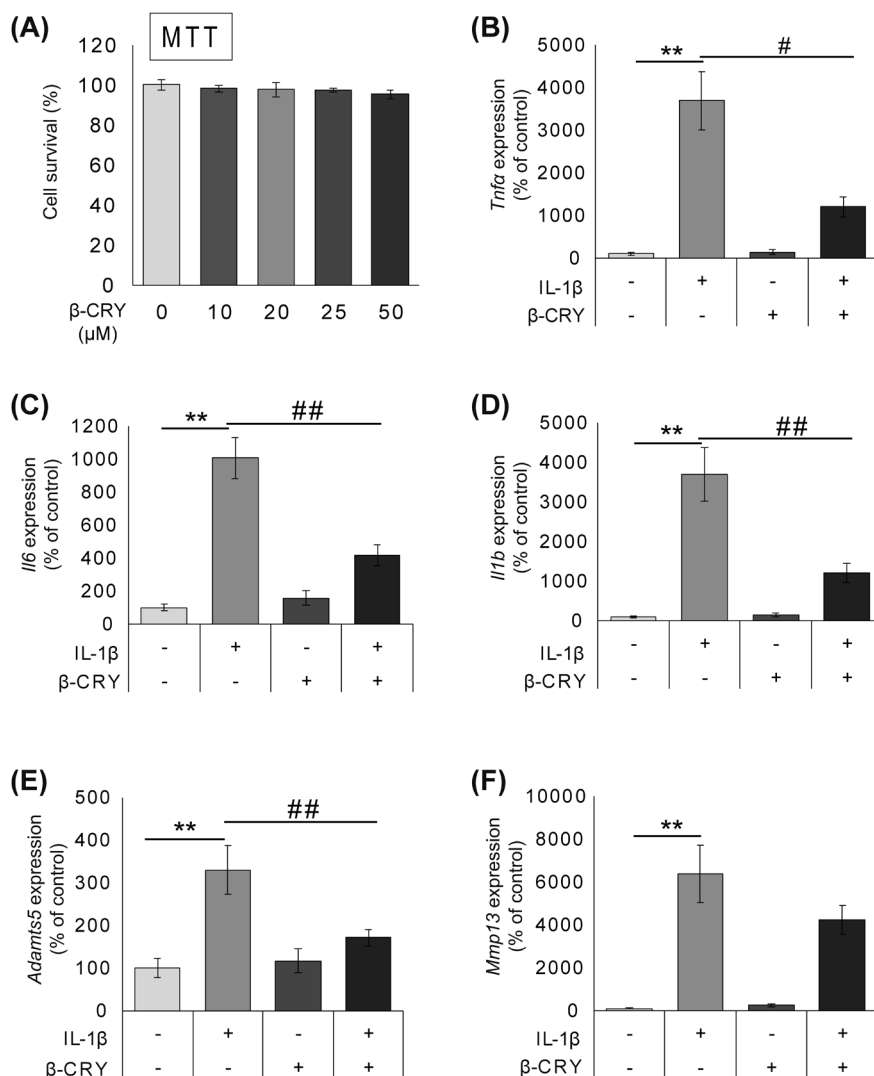 (A)
MTT
Cell survival (%)
120
100
80
60
40
20
0
β-CRY
(μM)
0 10 20 25 50
(B)
Tnfα expression
(% of control)
5000
4000
3000
2000
1000
0
** #
IL-1β - + - +
β-CRY - - + +
(C)
Il6 expression
(% of control)
1200
1000
800
600
400
200
0
** ##
IL-1β - + - +
β-CRY - - + +
(D)
Il1b expression
(% of control)
5000
4000
3000
2000
1000
0
** ##
IL-1β - + - +
β-CRY - - + +
(E)
Adamts5 expression
(% of control)
500
400
300
200
100
0
** ##
IL-1β - + - +
β-CRY - - + +
(F)
Mmp13 expression
(% of control)
10000
8000
6000
4000
2000
0
**
IL-1β - + - +
β-CRY - - + +